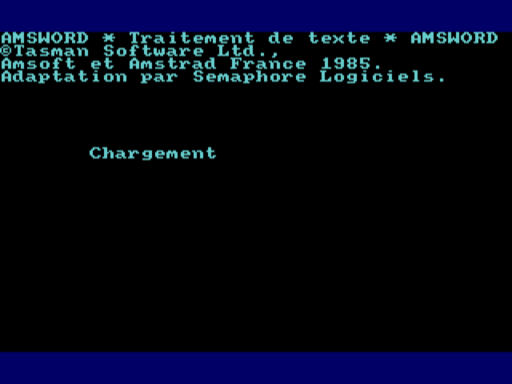 AMSWORD * Traitement de texte * AMSWORD
©Tasman Software Ltd.,
Amsoft et Amstrad France 1985.
Adaptation par Semaphore Logiciels.
Chargement